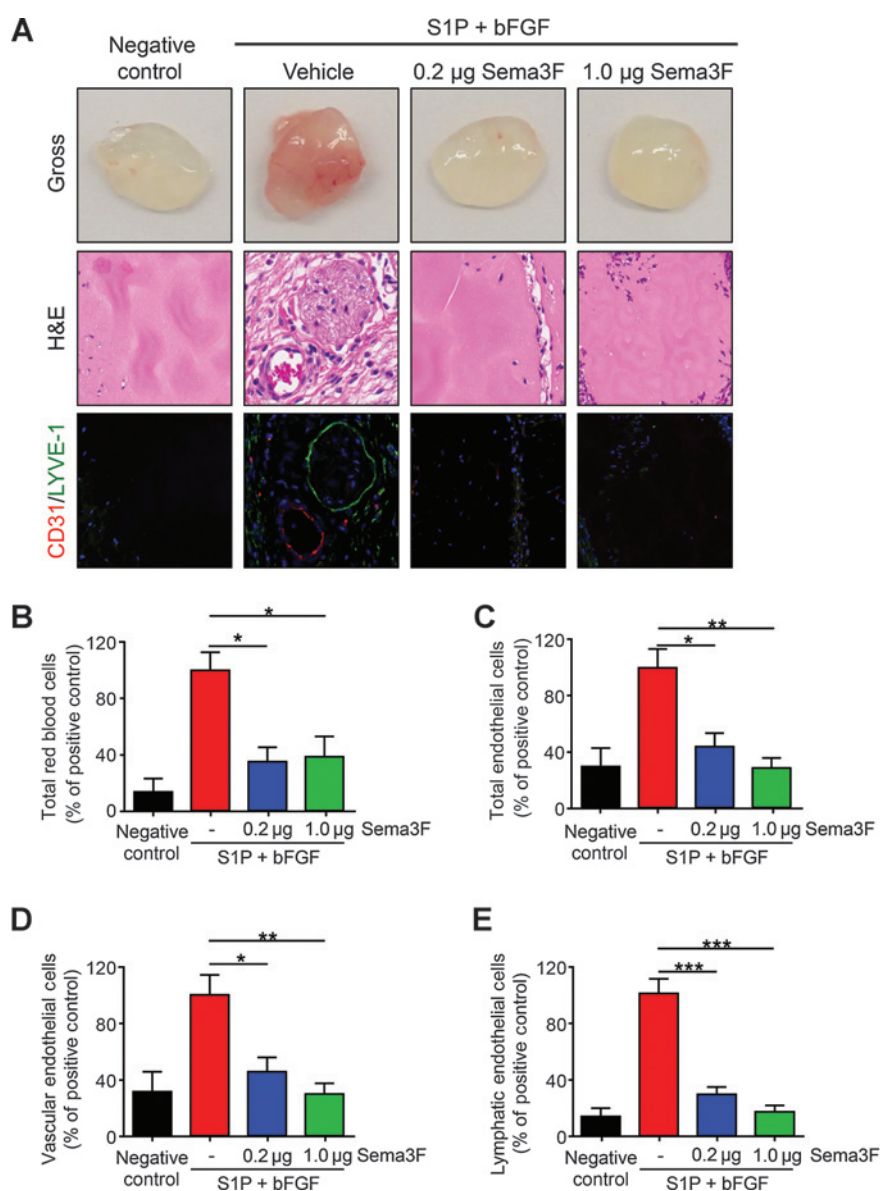 A
Negative control
S1P + bFGF
Vehicle
0.2 µg Sema3F
1.0 µg Sema3F
Gross
H&E
CD31/LYVE-1
B
Total red blood cells
(% of positive control)
120
80
40
0
*
*
Negative control
-
0.2 µg
1.0 µg
Sema3F
S1P + bFGF
C
Total endothelial cells
(% of positive control)
120
80
40
0
**
*
Negative control
-
0.2 µg
1.0 µg
Sema3F
S1P + bFGF
D
Vascular endothelial cells
(% of positive control)
120
80
40
0
**
*
Negative control
-
0.2 µg
1.0 µg
Sema3F
S1P + bFGF
E
Lymphatic endothelial cells
(% of positive control)
120
80
40
0
***
***
Negative control
-
0.2 µg
1.0 µg
Sema3F
S1P + bFGF